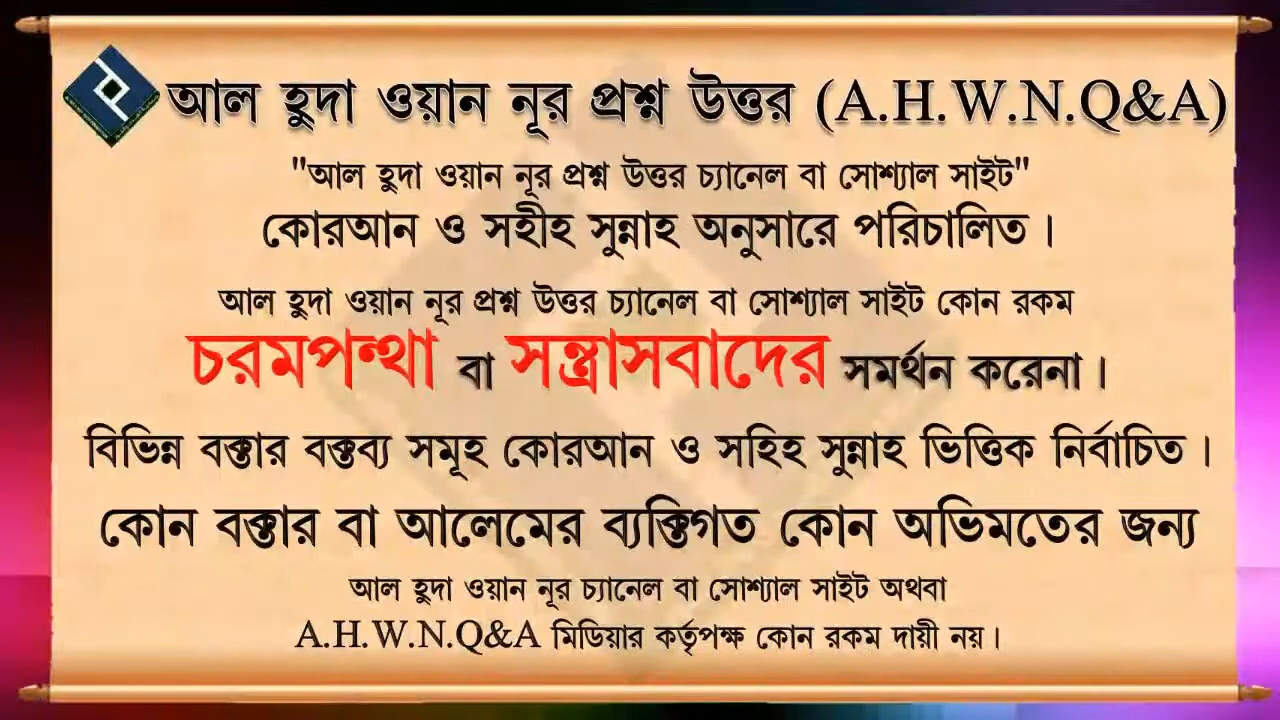 আল হুদা ওয়ান নূর প্রশ্ন উত্তর (A.H.W.N.Q&A)
"আল হুদা ওয়ান নূর প্রশ্ন উত্তর চ্যানেল বা সোশ্যাল সাইট"
কোরআন ও সহীহ সুন্নাহ অনুসারে পরিচালিত।
আল হুদা ওয়ান নূর প্রশ্ন উত্তর চ্যানেল বা সোশ্যাল সাইট কোন রকম
চরমপন্থা বা সন্ত্রাসবাদের সমর্থন করেনা।
বিভিন্ন বক্তার বক্তব্য সমূহ কোরআন ও সহিহ সুন্নাহ ভিত্তিক নির্বাচিত।
কোন বক্তার বা আলেমের ব্যক্তিগত কোন অভিমতের জন্য
আল হুদা ওয়ান নূর চ্যানেল বা সোশ্যাল সাইট অথবা
A.H.W.N.Q&A মিডিয়ার কর্তৃপক্ষ কোন রকম দায়ী নয়।